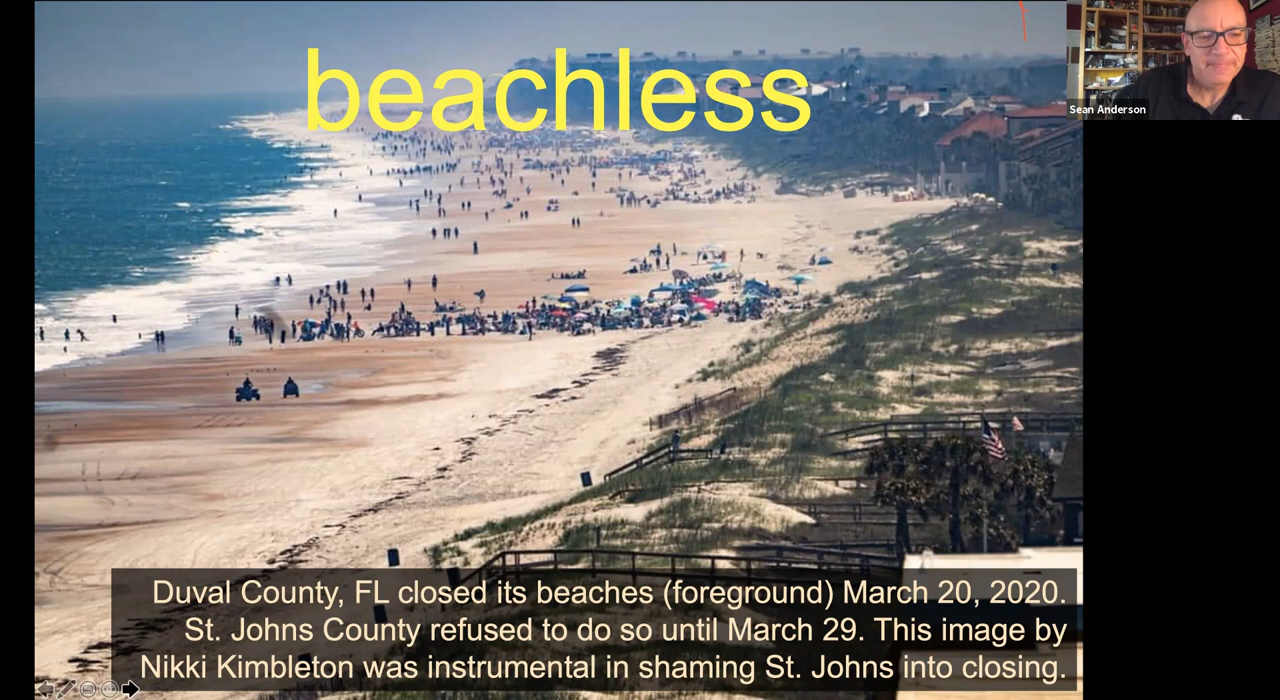 beachless
Sean Anderson
Duval County, FL closed its beaches (foreground) March 20, 2020.
St. Johns County refused to do so until March 29. This image by
Nikki Kimbleton was instrumental in shaming St. Johns into closing.